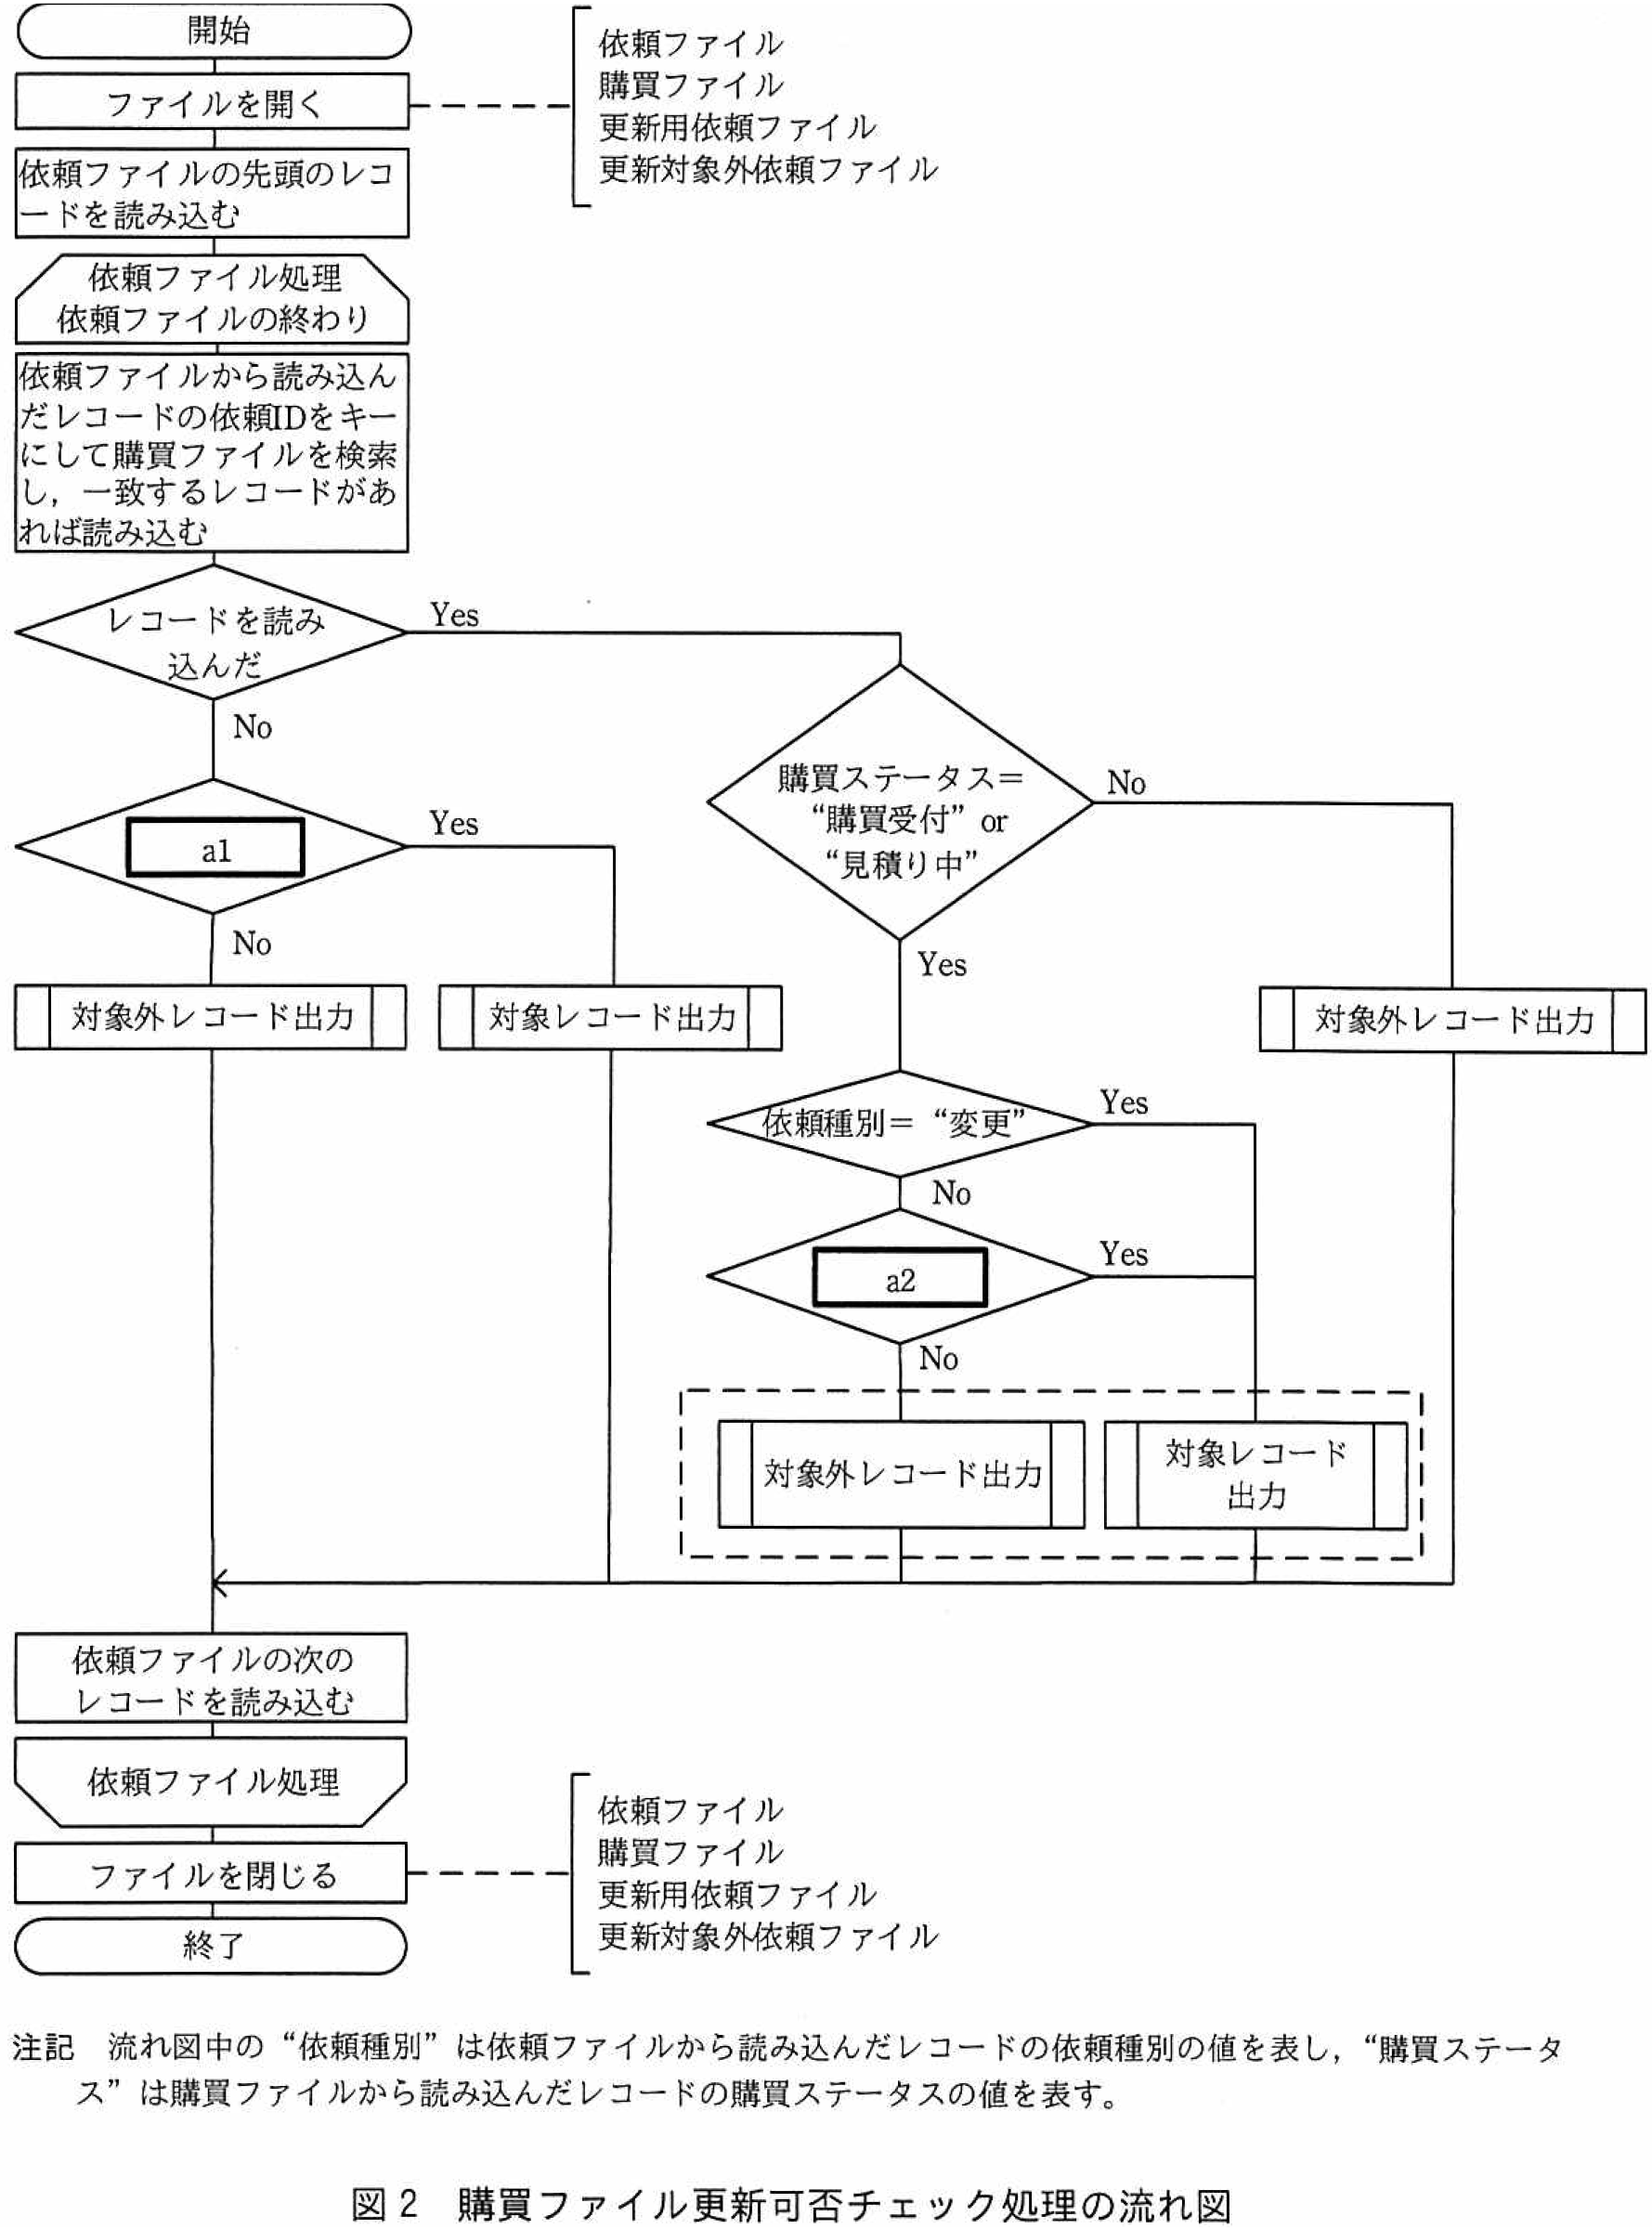 開始
ファイルを開く
依頼ファイル
購買ファイル
更新用依頼ファイル
更新対象外依頼ファイル
依頼ファイルの先頭のレコ
ードを読み込む
依頼ファイル処理
依頼ファイルの終わり
依頼ファイルから読み込ん
だレコードの依頼IDをキー
にして購買ファイルを検索
し，一致するレコードがあ
れば読み込む
レコードを読み
込んだ
Yes
No
購買ステータス＝
“購買受付” or
“見積り中”
No
Yes
a1
Yes
No
対象外レコード出力
対象レコード出力
対象外レコード出力
依頼種別＝ “変更”
Yes
No
a2
Yes
No
対象外レコード出力
対象レコード
出力
依頼ファイルの次の
レコードを読み込む
依頼ファイル処理
ファイルを閉じる
依頼ファイル
購買ファイル
更新用依頼ファイル
更新対象外依頼ファイル
終了
注記　流れ図中の“依頼種別”は依頼ファイルから読み込んだレコードの依頼種別の値を表し，“購買ステータ
ス”は購買ファイルから読み込んだレコードの購買ステータスの値を表す。
図2　購買ファイル更新可否チェック処理の流れ図